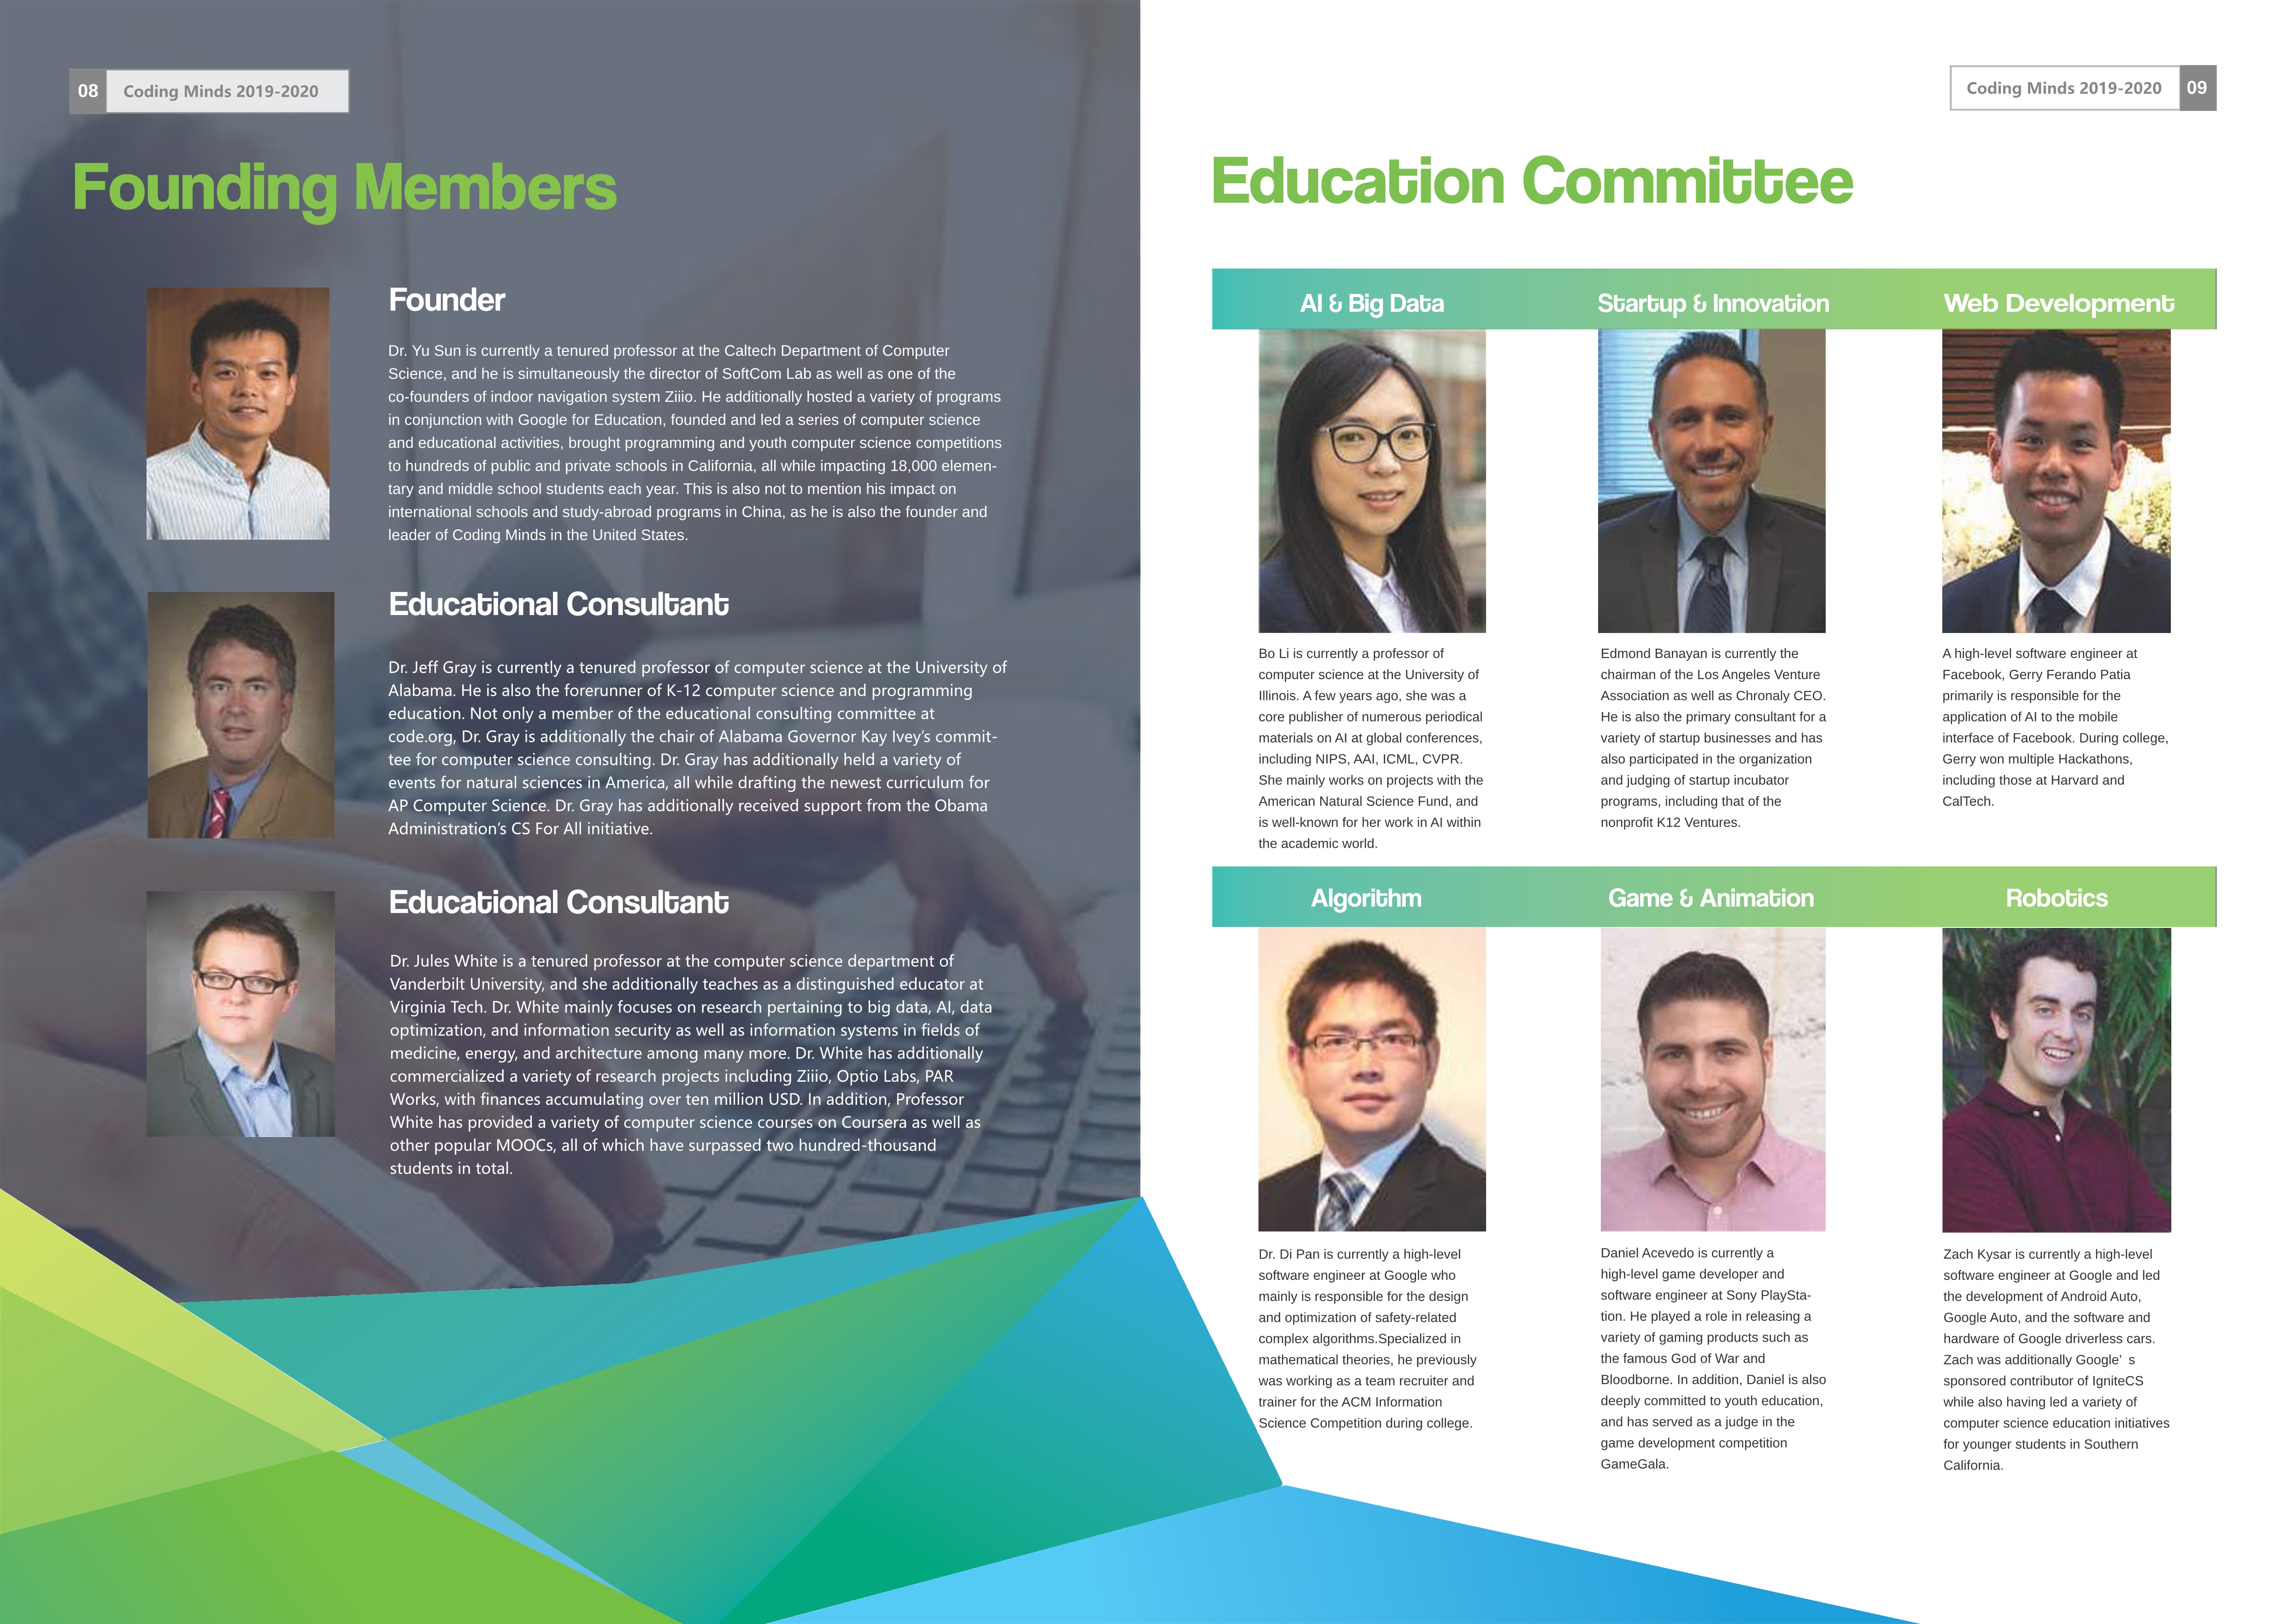 08 Coding Minds 2019-2020
Founding Members
Founder
Dr. Yu Sun is currently a tenured professor at the Caltech Department of Computer
Science, and he is simultaneously the director of SoftCom Lab as well as one of the
co-founders of indoor navigation system Ziiio. He additionally hosted a variety of programs
in conjunction with Google for Education, founded and led a series of computer science
and educational activities, brought programming and youth computer science competitions
to hundreds of public and private schools in California, all while impacting 18,000 elemen-
tary and middle school students each year. This is also not to mention his impact on
international schools and study-abroad programs in China, as he is also the founder and
leader of Coding Minds in the United States.
Educational Consultant
Dr. Jeff Gray is currently a tenured professor of computer science at the University of
Alabama. He is also the forerunner of K-12 computer science and programming
education. Not only a member of the educational consulting committee at
code.org, Dr. Gray is additionally the chair of Alabama Governor Kay Ivey’s commit-
tee for computer science consulting. Dr. Gray has additionally held a variety of
events for natural sciences in America, all while drafting the newest curriculum for
AP Computer Science. Dr. Gray has additionally received support from the Obama
Administration’s CS For All initiative.
Educational Consultant
Dr. Jules White is a tenured professor at the computer science department of
Vanderbilt University, and she additionally teaches as a distinguished educator at
Virginia Tech. Dr. White mainly focuses on research pertaining to big data, AI, data
optimization, and information security as well as information systems in fields of
medicine, energy, and architecture among many more. Dr. White has additionally
commercialized a variety of research projects including Ziiio, Optio Labs, PAR
Works, with finances accumulating over ten million USD. In addition, Professor
White has provided a variety of computer science courses on Coursera as well as
other popular MOOCs, all of which have surpassed two hundred-thousand
students in total.
Coding Minds 2019-2020 09
Education Committee
AI & Big Data
Bo Li is currently a professor of
computer science at the University of
Illinois. A few years ago, she was a
core publisher of numerous periodical
materials on AI at global conferences,
including NIPS, AAI, ICML, CVPR.
She mainly works on projects with the
American Natural Science Fund, and
is well-known for her work in AI within
the academic world.
Startup & Innovation
Edmond Banayan is currently the
chairman of the Los Angeles Venture
Association as well as Chronaly CEO.
He is also the primary consultant for a
variety of startup businesses and has
also participated in the organization
and judging of startup incubator
programs, including that of the
nonprofit K12 Ventures.
Web Development
A high-level software engineer at
Facebook, Gerry Ferando Patia
primarily is responsible for the
application of AI to the mobile
interface of Facebook. During college,
Gerry won multiple Hackathons,
including those at Harvard and
CalTech.
Algorithm
Dr. Di Pan is currently a high-level
software engineer at Google who
mainly is responsible for the design
and optimization of safety-related
complex algorithms.Specialized in
mathematical theories, he previously
was working as a team recruiter and
trainer for the ACM Information
Science Competition during college.
Game & Animation
Daniel Acevedo is currently a
high-level game developer and
software engineer at Sony PlaySta-
tion. He played a role in releasing a
variety of gaming products such as
the famous God of War and
Bloodborne. In addition, Daniel is also
deeply committed to youth education,
and has served as a judge in the
game development competition
GameGala.
Robotics
Zach Kysar is currently a high-level
software engineer at Google and led
the development of Android Auto,
Google Auto, and the software and
hardware of Google driverless cars.
Zach was additionally Google’ s
sponsored contributor of IgniteCS
while also having led a variety of
computer science education initiatives
for younger students in Southern
California.